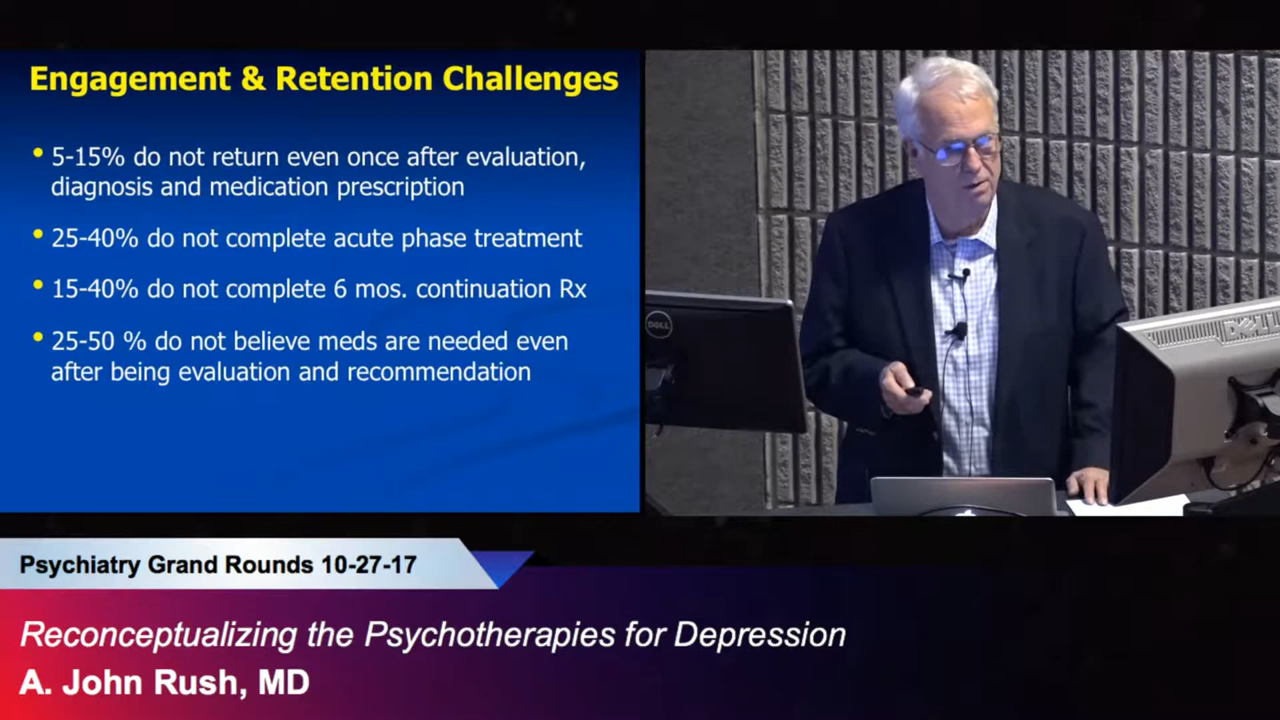 Engagement & Retention Challenges
• 5-15% do not return even once after evaluation,
diagnosis and medication prescription
• 25-40% do not complete acute phase treatment
• 15-40% do not complete 6 mos. continuation Rx
• 25-50 % do not believe meds are needed even
after being evaluation and recommendation
DELL
DELL
Psychiatry Grand Rounds 10-27-17
Reconceptualizing the Psychotherapies for Depression
A. John Rush, MD